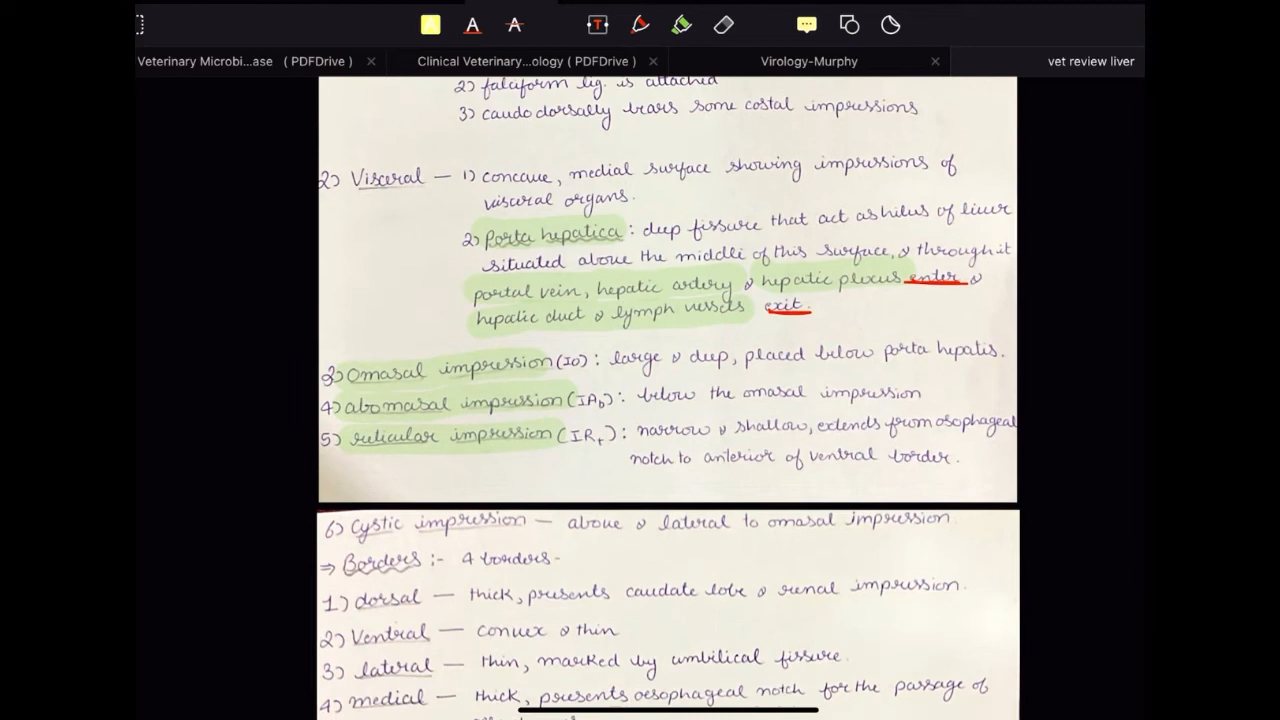 A T
Veterinary Microbi...ase ( PDFDrive )
Clinical Veterinary...ology ( PDFDrive )
Virology-Murphy
vet review liver
2) falciform lig. is attached
3) caudodorsally bears some costal impressions
2) Visceral — 1) concave, medial surface showing impressions of
visceral organs.
2) Porta hepatica : deep fissure that act as hilus of liver
situated above the middle of this surface, & through it
portal vein, hepatic artery & hepatic plexus enter &
hepatic duct & lymph vessels exit.
3) Omasal impression (IO) : large & deep, placed below porta hepatis.
4) abomasal impression (IAb) : below the omasal impression
5) reticular impression (IRt) : narrow & shallow, extends from osophageal
notch to anterior of ventral border.
6) Cystic impression — above & lateral to omasal impression
⇒ Borders :- 4 borders-
1) dorsal — thick, presents caudate lobe & renal impression.
2) Ventral — convex & thin
3) lateral — thin, marked by umbilical fissure.
4) medical — thick, presents oesophageal notch for the passage of